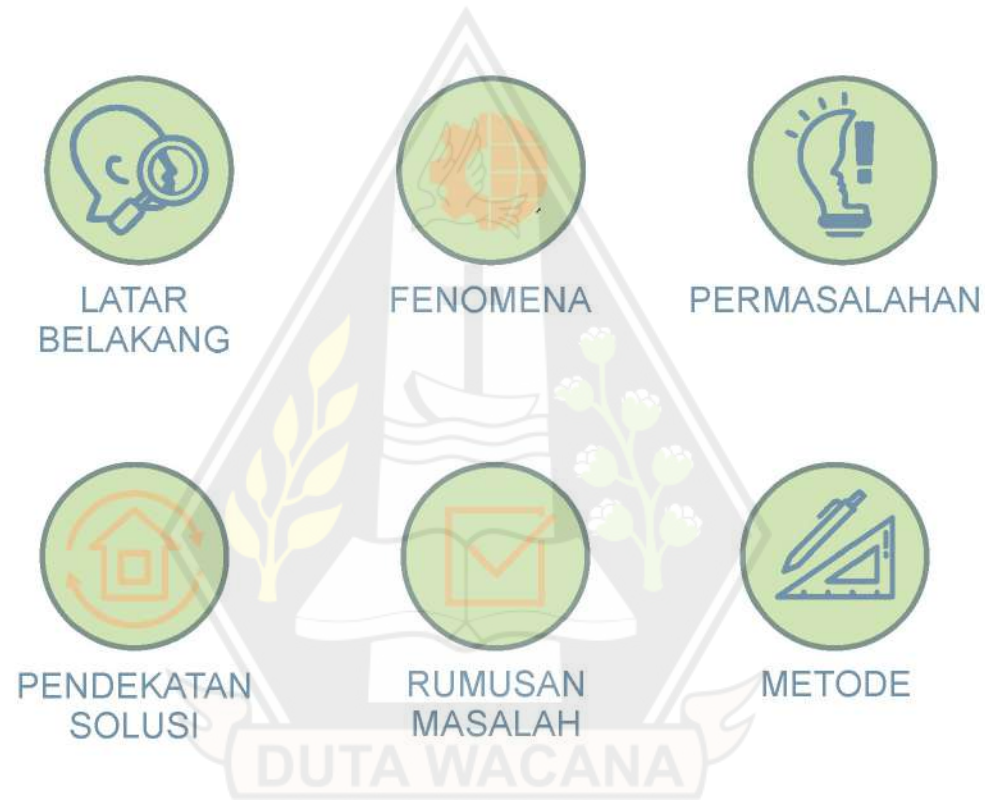 LATAR
BELAKANG
FENOMENA
PERMASALAHAN
PENDEKATAN
SOLUSI
RUMUSAN
MASALAH
METODE
DUTA WACANA